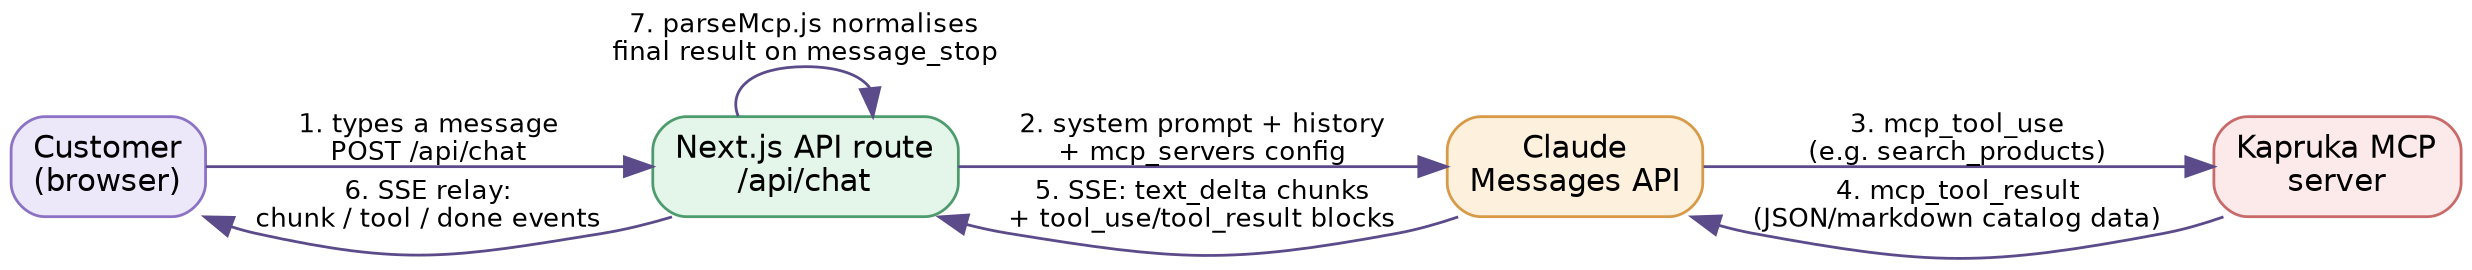 7. parseMcp.js normalises
final result on message_stop
Customer
(browser)
1. types a message
POST /api/chat
6. SSE relay:
chunk / tool / done events
Next.js API route
/api/chat
2. system prompt + history
+ mcp_servers config
5. SSE: text_delta chunks
+ tool_use/tool_result blocks
Claude
Messages API
3. mcp_tool_use
(e.g. search_products)
4. mcp_tool_result
(JSON/markdown catalog data)
Kapruka MCP
server